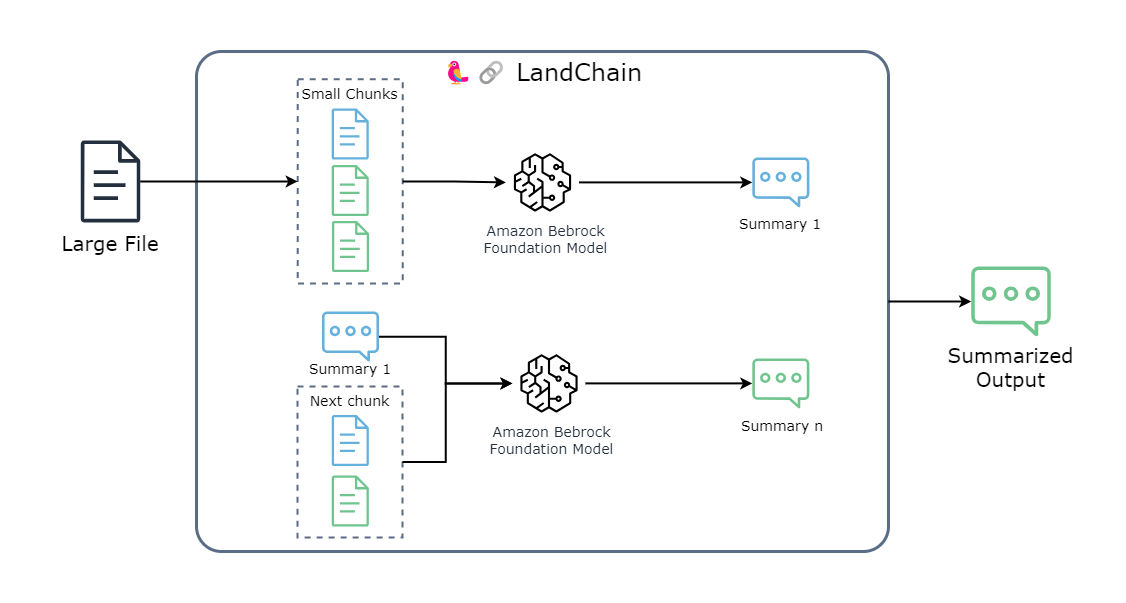 LandChain
Small Chunks
Large File
Amazon Bebrock
Foundation Model
Summary 1
Summary 1
Next chunk
Amazon Bebrock
Foundation Model
Summary n
Summarized
Output